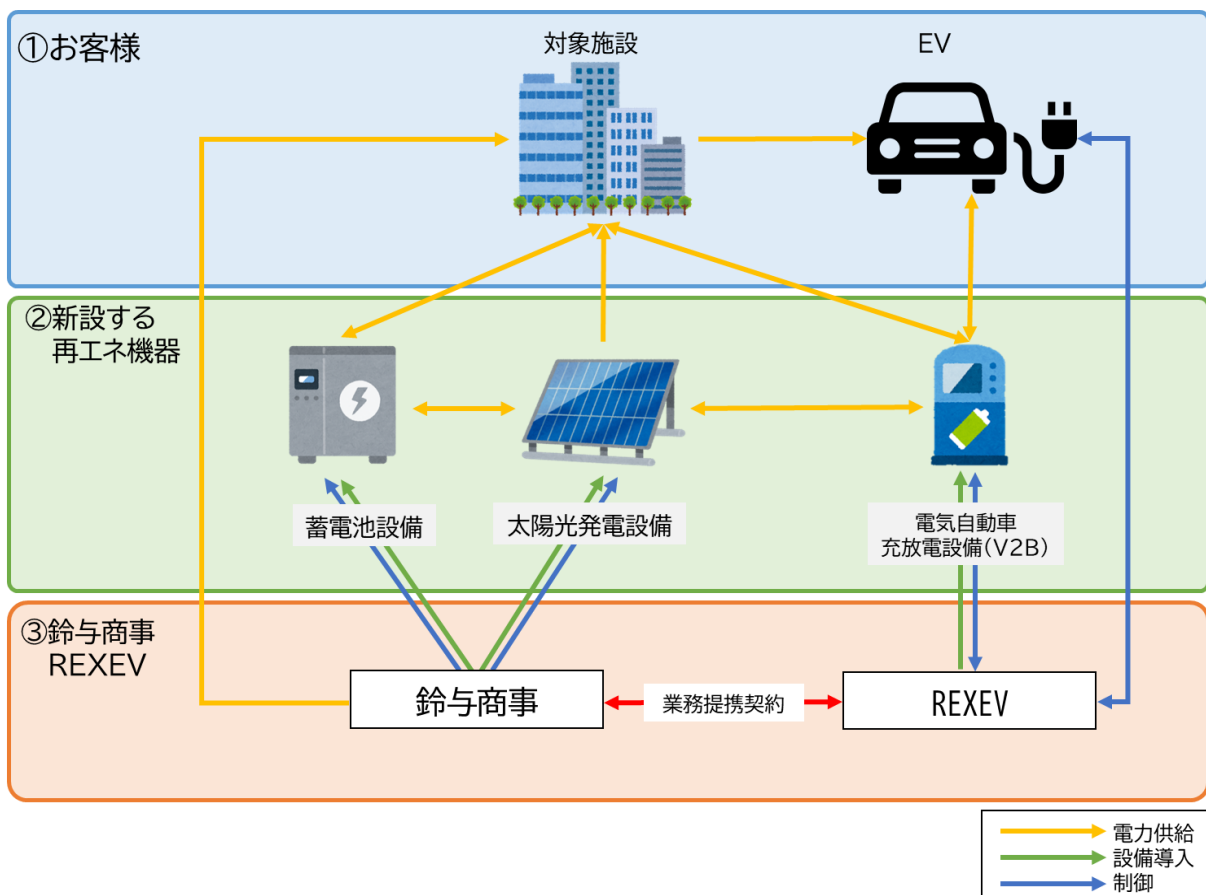 ①お客様
対象施設
EV
②新設する
再エネ機器
蓄電池設備
太陽光発電設備
電気自動車
充放電設備(V2B)
③鈴与商事
REXEV
鈴与商事
業務提携契約
REXEV
電力供給
設備導入
制御